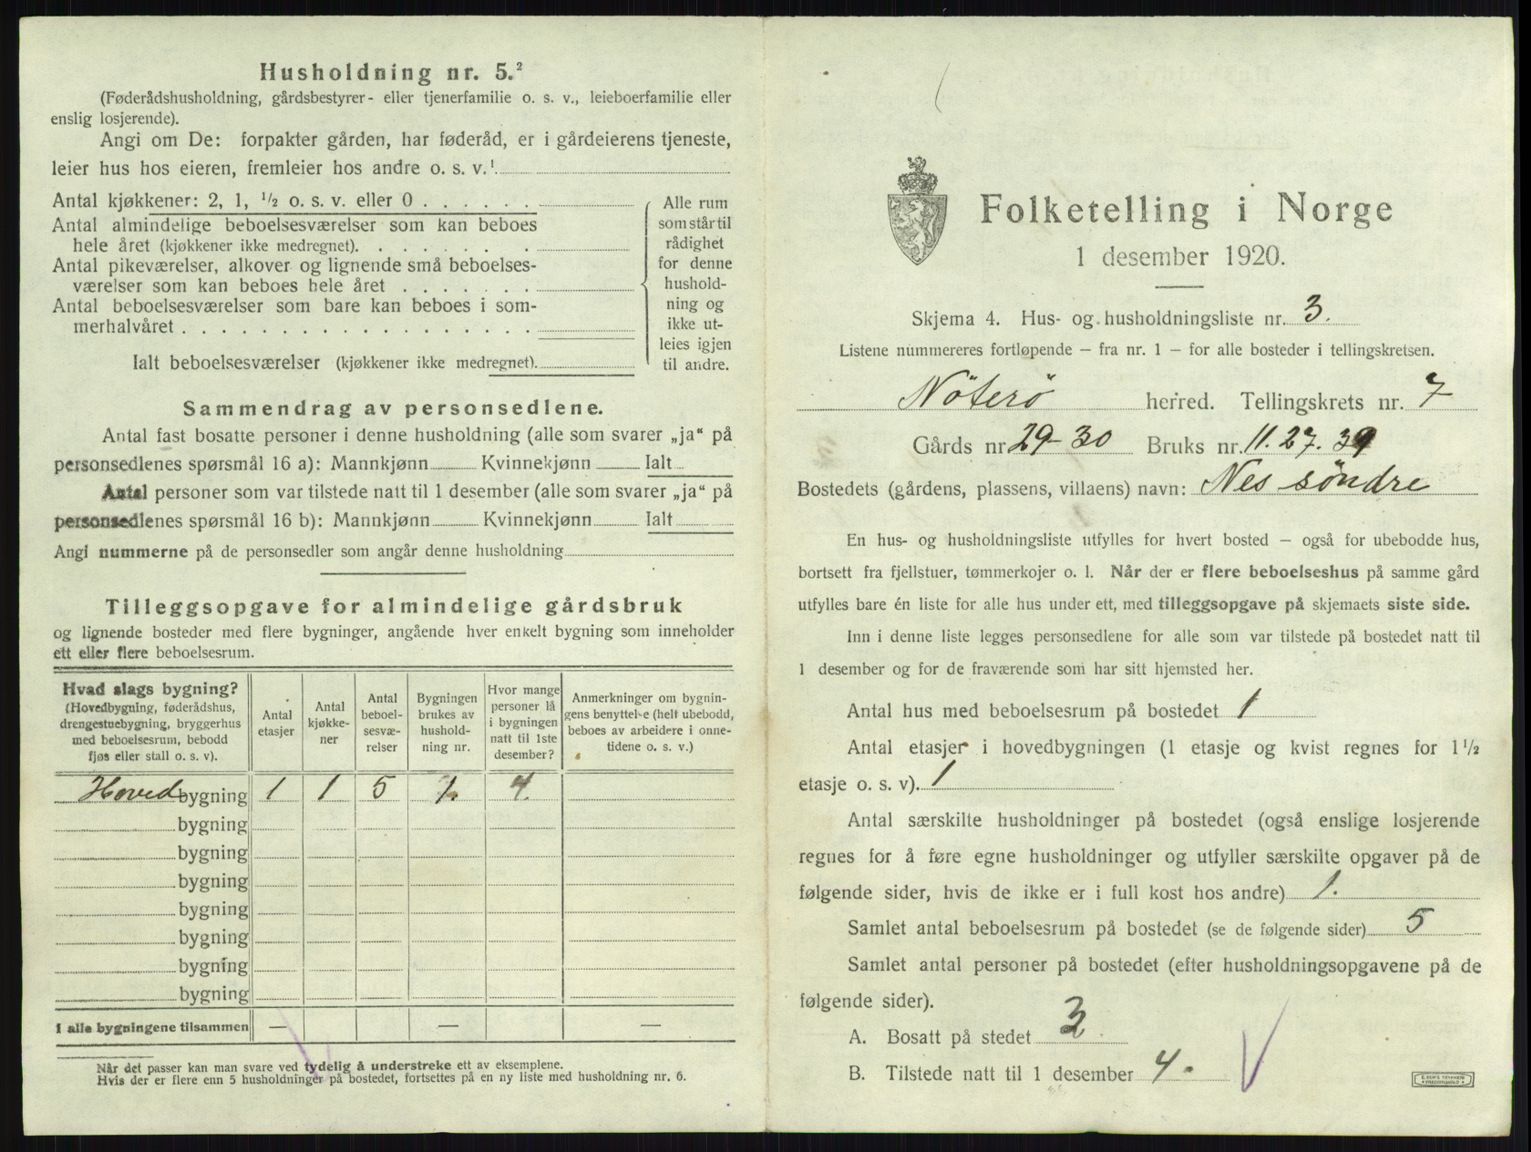 Husholdning nr. 5.²
(Føderådshusholdning, gårdsbestyrer- eller tjenerfamilie o. s. v., leieboerfamilie eller
enslig losjerende).
Angi om De: forpakter gården, har føderåd, er i gårdeierens tjeneste,
leier hus hos eieren, fremleier hos andre o. s. v.¹
Antal kjøkkener: 2, 1, ½ o. s. v. eller 0
Antal almindelige beboelsesværelser som kan beboes
hele året (kjøkkener ikke medregnet).
Antal pikeværelser, alkover og lignende små beboelses-
værelser som kan beboes hele året
Antal beboelsesværelser som bare kan beboes i som-
merhalvåret
Ialt beboelsesværelser (kjøkkener ikke medregnet).
Alle rum
som står til
rådighet
for denne
hushold-
ning og
ikke ut-
leies igjen
til andre.
Sammendrag av personsedlene.
Antal fast bosatte personer i denne husholdning (alle som svarer „ja“ på
personsedlenes spørsmål 16 a): Mannkjønn Kvinnekjønn Ialt
Antal personer som var tilstede natt til 1 desember (alle som svarer „ja“ på
personsedlenes spørsmål 16 b): Mannkjønn Kvinnekjønn Ialt
Angi nummerne på de personsedler som angår denne husholdning
Tilleggsopgave for almindelige gårdsbruk
og lignende bosteder med flere bygninger, angående hver enkelt bygning som inneholder
ett eller flere beboelsesrum.
Hvad slags bygning?
(Hovedbygning, føderådshus,
drengestuebygning, bryggerhus
med beboelsesrum, bebodd
fjøs eller stall o. s. v).
Antal
etasjer
Antal
kjøkke-
ner
Antal
beboel-
sesvæ-
relser
Bygningen
brukes av
hushold-
ning nr.
Hvor mange
personer lå
i bygningen
natt til 1ste
desember?
Anmerkninger om bygnin-
gens benyttelse (helt ubebodd,
beboes av arbeidere i onne-
tidene o. s. v.)
Hovedbygning 1 1 5 1. 4.
bygning
bygning
bygning
bygning
bygning
bygning
bygning
I alle bygningene tilsammen — — —
¹ Når det passer kan man svare ved tydelig å understreke ett av eksemplene.
² Hvis der er flere enn 5 husholdninger på bostedet, fortsettes på en ny liste med husholdning nr. 6.
Folketelling i Norge
1 desember 1920.
Skjema 4. Hus- og husholdningsliste nr. 3.
Listene nummereres fortløpende — fra nr. 1 — for alle bosteder i tellingskretsen.
Nöterö herred. Tellingskrets nr. 7
Gårds nr. 29-30 Bruks nr. 11. 27. 39
Bostedets (gårdens, plassens, villaens) navn: Nes söndre
En hus- og husholdningsliste utfylles for hvert bosted — også for ubebodde hus,
bortsett fra fjellstuer, tømmerkojer o. l. Når der er flere beboelseshus på samme gård
utfylles bare én liste for alle hus under ett, med tilleggsopgave på skjemaets siste side.
Inn i denne liste legges personsedlene for alle som var tilstede på bostedet natt til
1 desember og for de fraværende som har sitt hjemsted her.
Antal hus med beboelsesrum på bostedet 1
Antal etasjer i hovedbygningen (1 etasje og kvist regnes for 1½
etasje o. s. v). 1
Antal særskilte husholdninger på bostedet (også enslige losjerende
regnes for å føre egne husholdninger og utfyller særskilte opgaver på de
følgende sider, hvis de ikke er i full kost hos andre) 1.
Samlet antal beboelsesrum på bostedet (se de følgende sider) 5
Samlet antal personer på bostedet (efter husholdningsopgavene på de
følgende sider).
A. Bosatt på stedet 3
B. Tilstede natt til 1 desember 4.